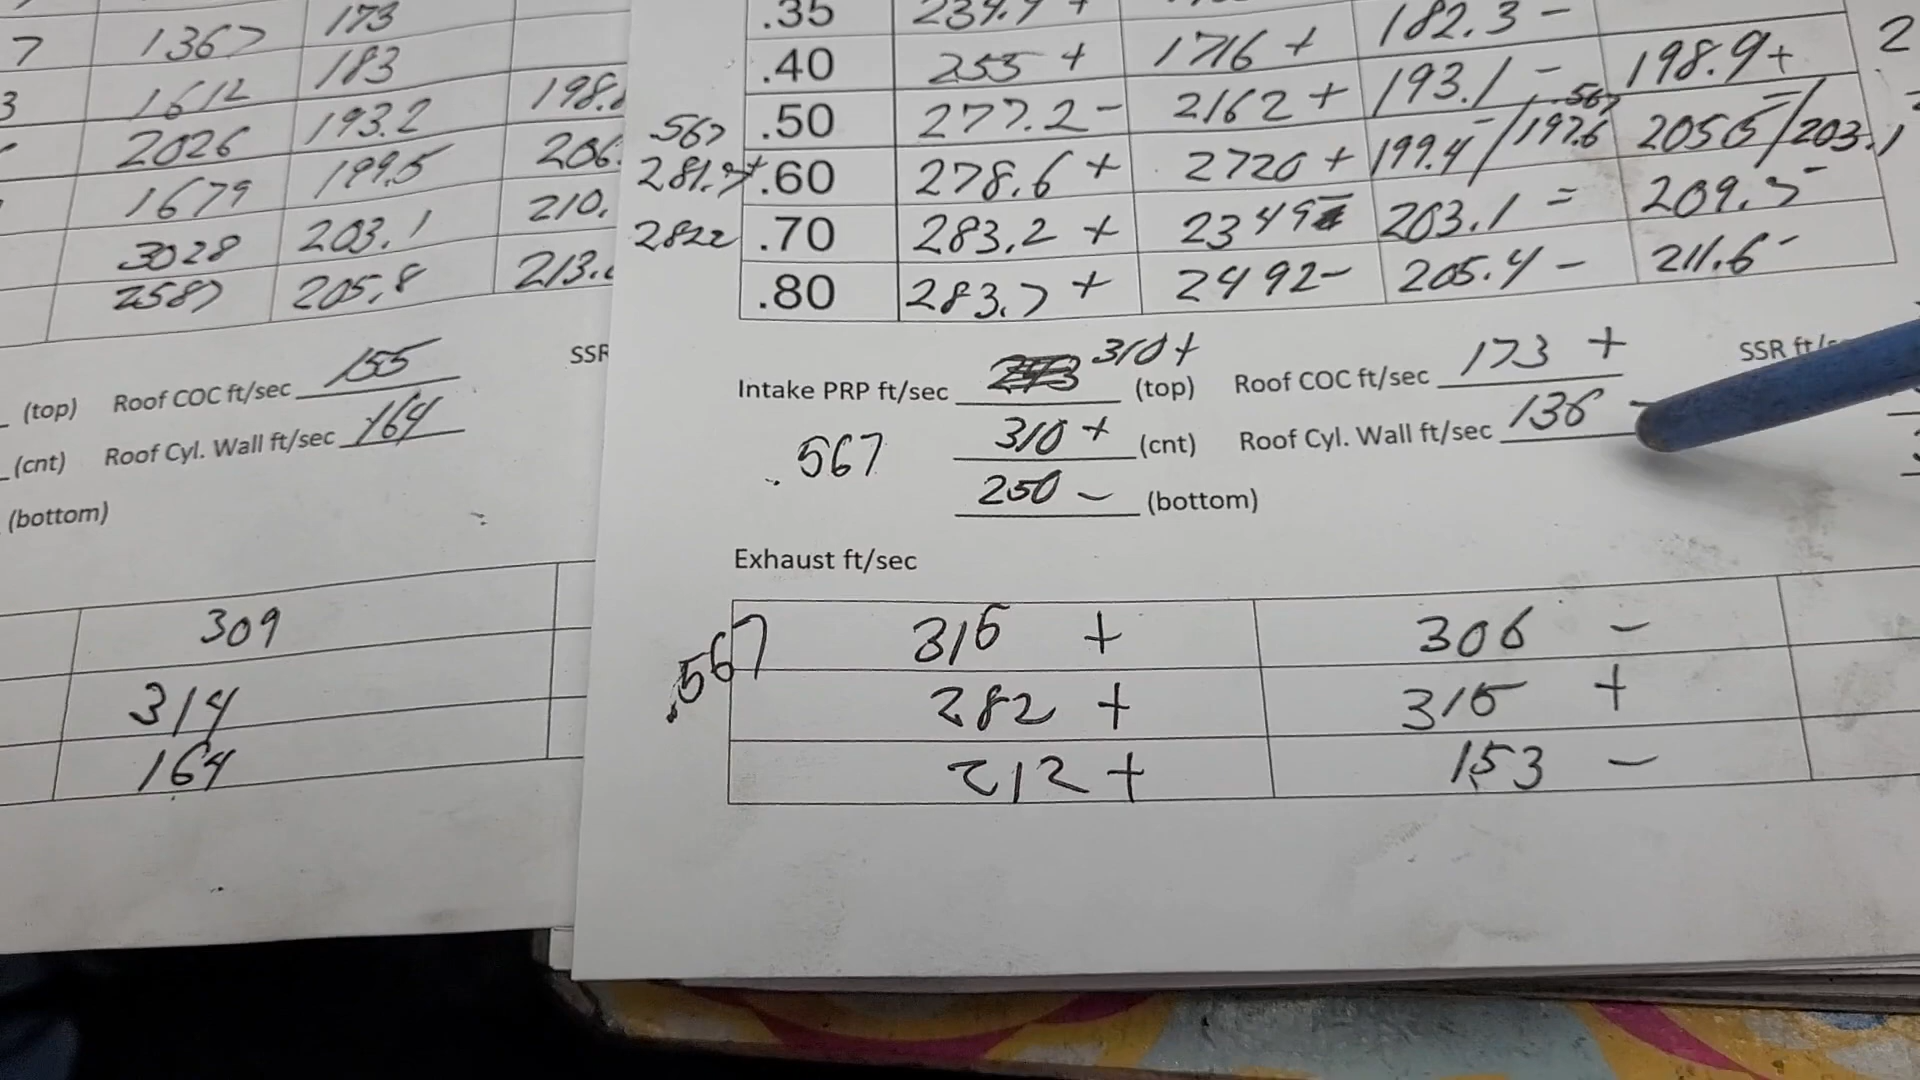 7 1367 173
3 1612 183
2026 193.2 198.
1679 199.5 206.
3028 203.1 210.
2587 205.8 213.
(top) Roof COC ft/sec 155 SSR
(cnt) Roof Cyl. Wall ft/sec 164
(bottom)
309
314
164
.35 182.3 -
.40 255 + 1716 + 193.1 - 198.9+ 2
.50 277.2 - 2162 +
.567
.567
281.7+ .60 278.6 + 2720 + 199.4 - / 197.6 205 / 203.1
2822 .70 283.2 + 2349 203.1 = 209.5 -
.80 283.7 + 2492 - 205.4 - 211.6 -
Intake PRP ft/sec 310+ (top) Roof COC ft/sec 173 + SSR ft/
.567 310 + (cnt) Roof Cyl. Wall ft/sec 136 -
250 - (bottom)
Exhaust ft/sec
.567 316 + 306 -
282 + 316 +
212 + 153 -